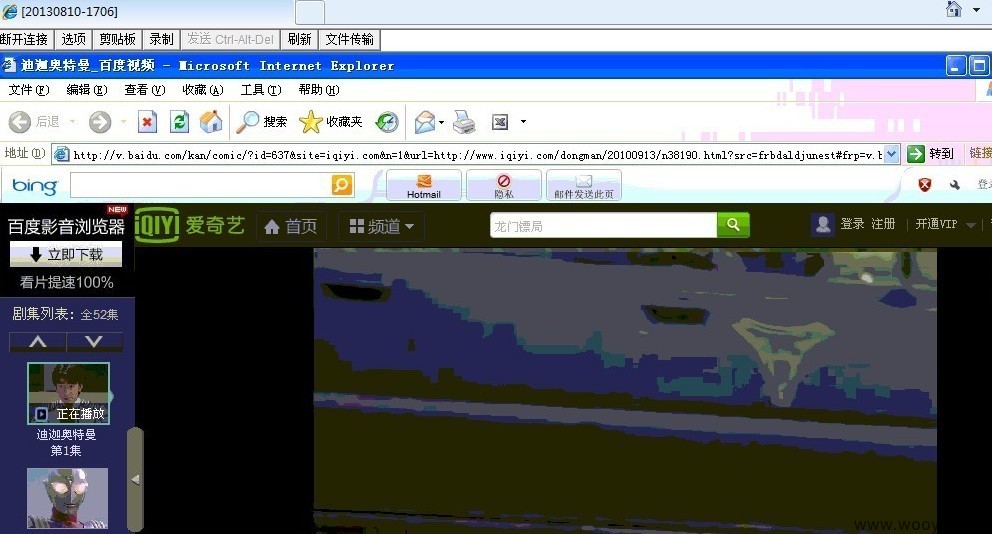 [20130810-1706]
断开连接 选项 剪贴板 录制 发送 Ctrl-Alt-Del 刷新 文件传输
迪迦奥特曼_百度视频 - Microsoft Internet Explorer
文件(F) 编辑(E) 查看(V) 收藏(A) 工具(T) 帮助(H)
后退 搜索 收藏夹
地址(D) http://v.baidu.com/kan/comic/?id=637&site=iqiyi.com&n=1&url=http://www.iqiyi.com/dongman/20100913/n38190.html?src=frbdaldjunest#frp=v.b 转到 链接
bing Hotmail 隐私 邮件发送此页 登
NEW
百度影音浏览器 iQIYI 爱奇艺 首页 频道 龙门镖局 登录 注册 开通VIP
立即下载
看片提速100%
剧集列表: 全52集
正在播放
迪迦奥特曼
第1集
www.wooy